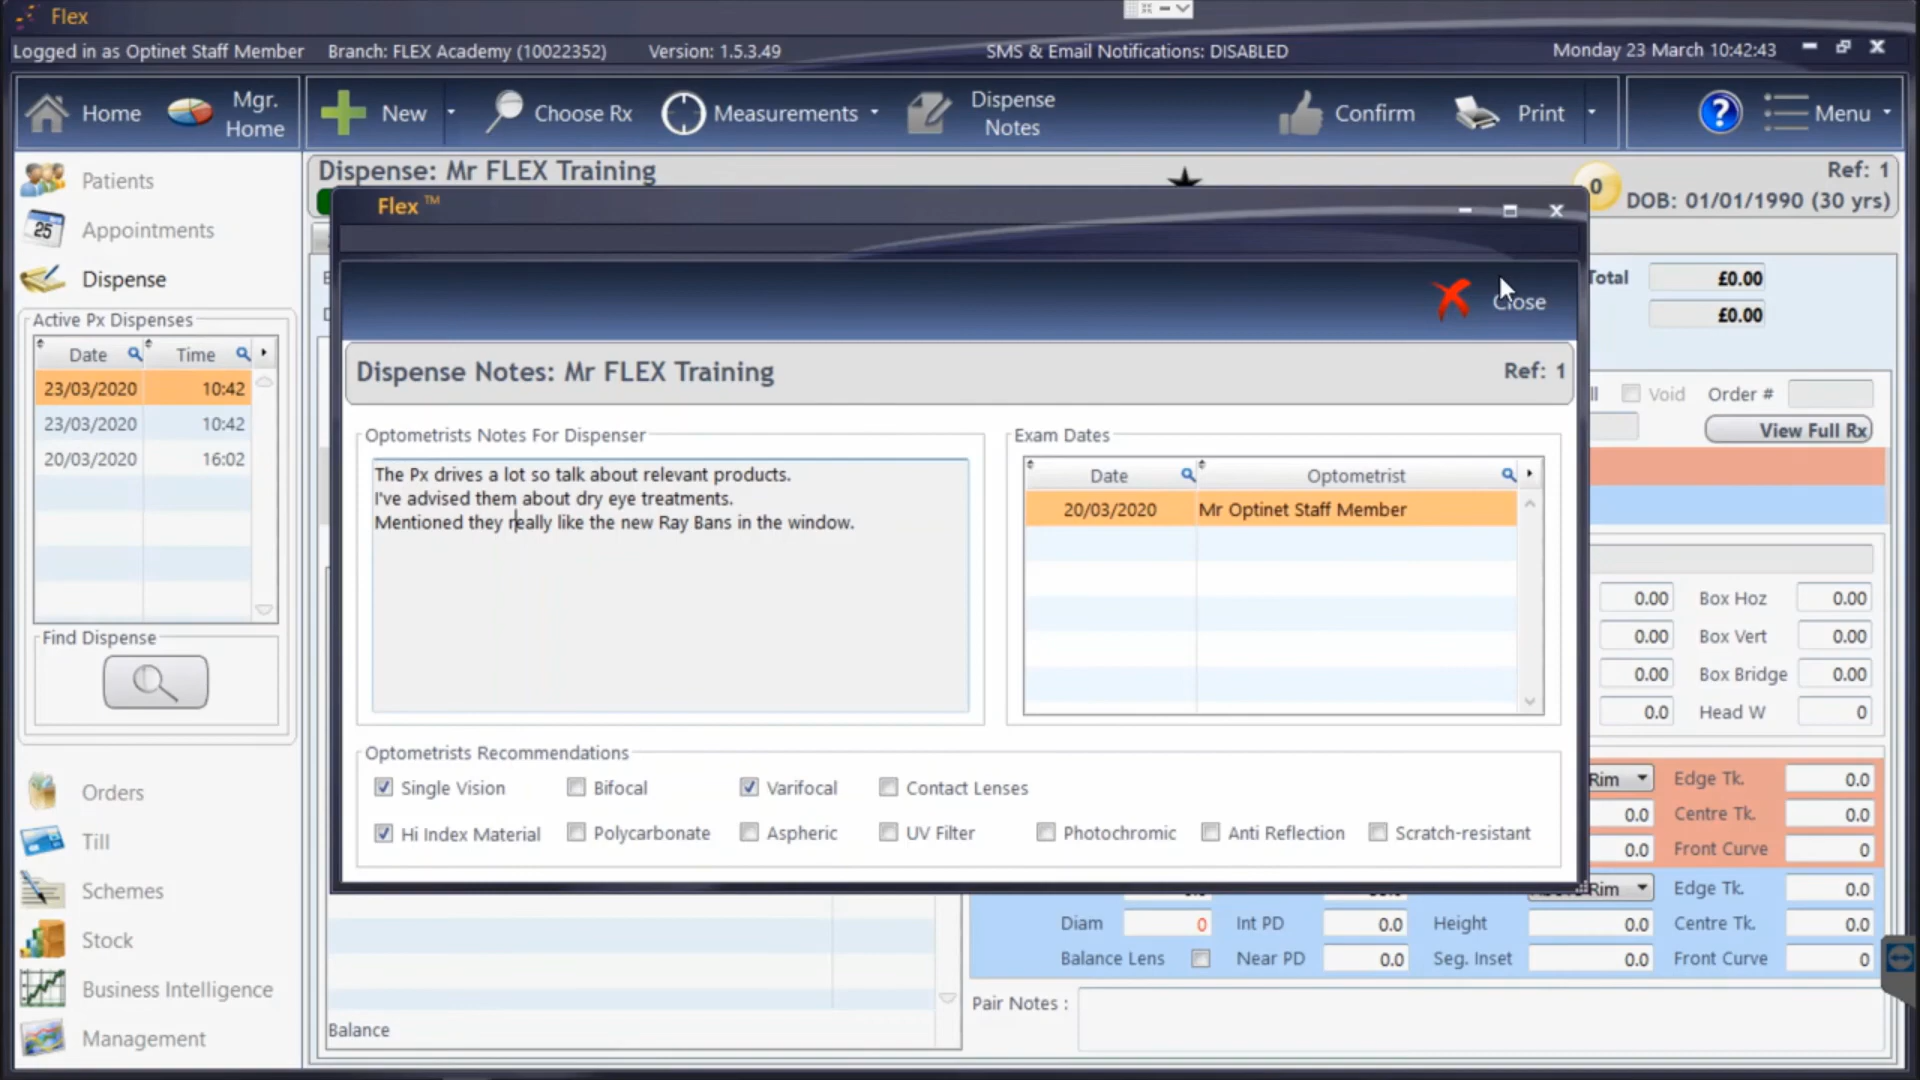 Flex
Logged in as Optinet Staff Member Branch: FLEX Academy (10022352) Version: 1.5.3.49 SMS & Email Notifications: DISABLED Monday 23 March 10:42:43
Home Mgr. Home New Choose Rx Measurements Dispense Notes Confirm Print ? Menu
Patients
25 Appointments
Dispense
Active Px Dispenses
Date Time
23/03/2020 10:42
23/03/2020 10:42
20/03/2020 16:02
Find Dispense
Orders
Till
Schemes
Stock
Business Intelligence
Management
Dispense: Mr FLEX Training
0 Ref: 1
DOB: 01/01/1990 (30 yrs)
Flex ™
Close
Dispense Notes: Mr FLEX Training Ref: 1
Optometrists Notes For Dispenser
The Px drives a lot so talk about relevant products.
I've advised them about dry eye treatments.
Mentioned they really like the new Ray Bans in the window.
Exam Dates
Date Optometrist
20/03/2020 Mr Optinet Staff Member
Optometrists Recommendations
Single Vision Bifocal Varifocal Contact Lenses
Hi Index Material Polycarbonate Aspheric UV Filter Photochromic Anti Reflection Scratch-resistant
Total £0.00
£0.00
Void Order #
View Full Rx
0.00 Box Hoz 0.00
0.00 Box Vert 0.00
0.00 Box Bridge 0.00
0.0 Head W 0
Rim Edge Tk. 0.0
0.0 Centre Tk. 0.0
0.0 Front Curve 0
Rim Edge Tk. 0.0
Diam 0 Int PD 0.0 Height 0.0 Centre Tk. 0.0
Balance Lens Near PD 0.0 Seg. Inset 0.0 Front Curve 0
Pair Notes :
Balance